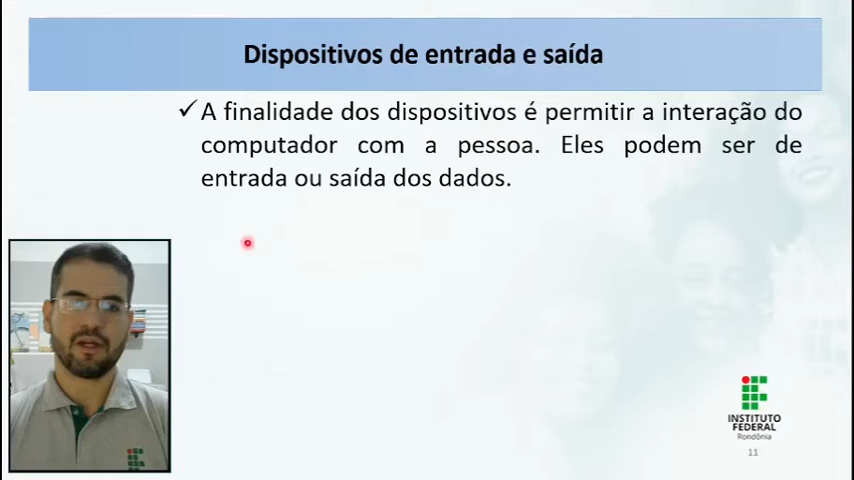 Dispositivos de entrada e saída
✓ A finalidade dos dispositivos é permitir a interação do
computador com a pessoa. Eles podem ser de
entrada ou saída dos dados.
INSTITUTO
FEDERAL
Rondônia
11